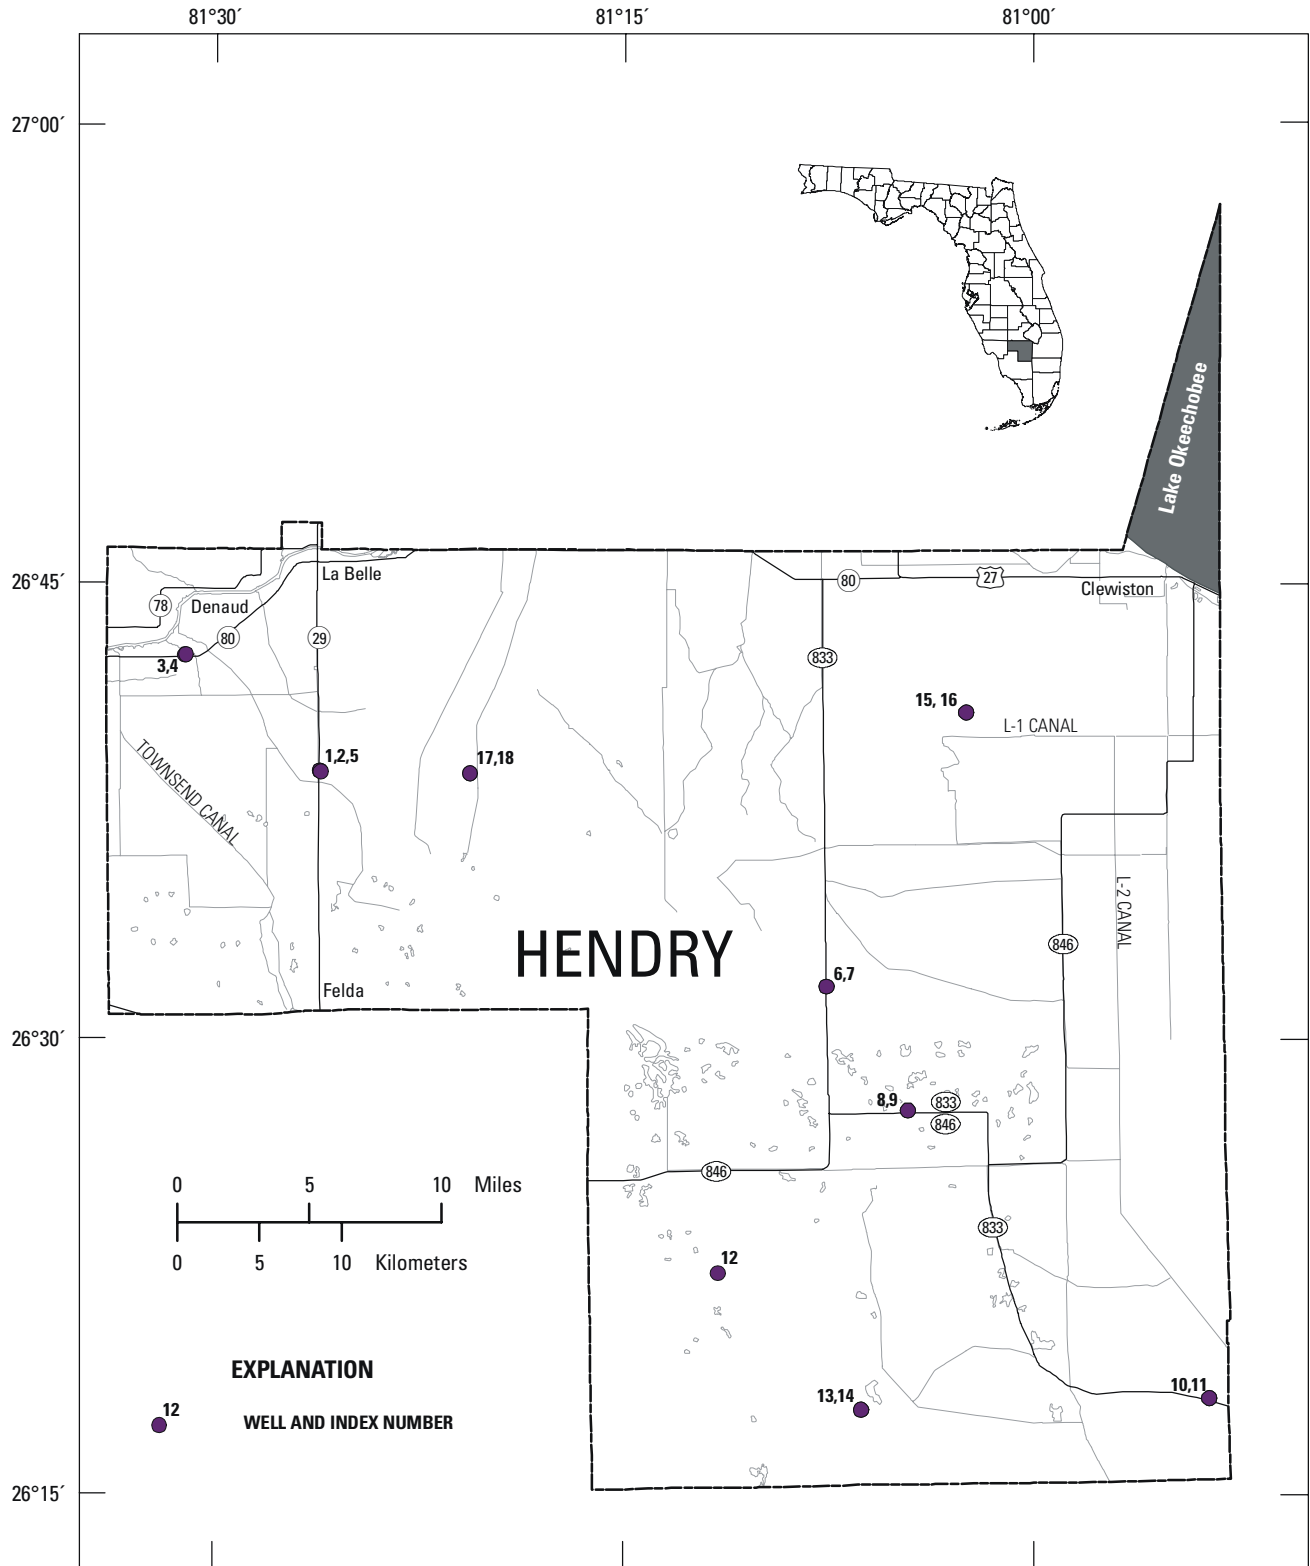 81°30´
81°15´
81°00´
27°00´
Lake Okeechobee
26°45´
La Belle
80
27
Clewiston
78
Denaud
80
29
833
3,4
15, 16
L-1 CANAL
1,2,5
17,18
TOWNSEND CANAL
L-2 CANAL
HENDRY
846
6,7
Felda
26°30´
8,9
833
846
846
0 5 10 Miles
0 5 10 Kilometers
833
12
EXPLANATION
12
WELL AND INDEX NUMBER
13,14
10,11
26°15´